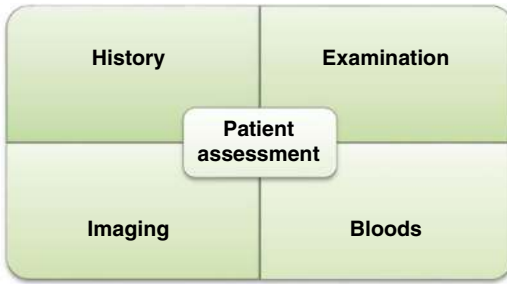 History
Examination
Patient
assessment
Imaging
Bloods